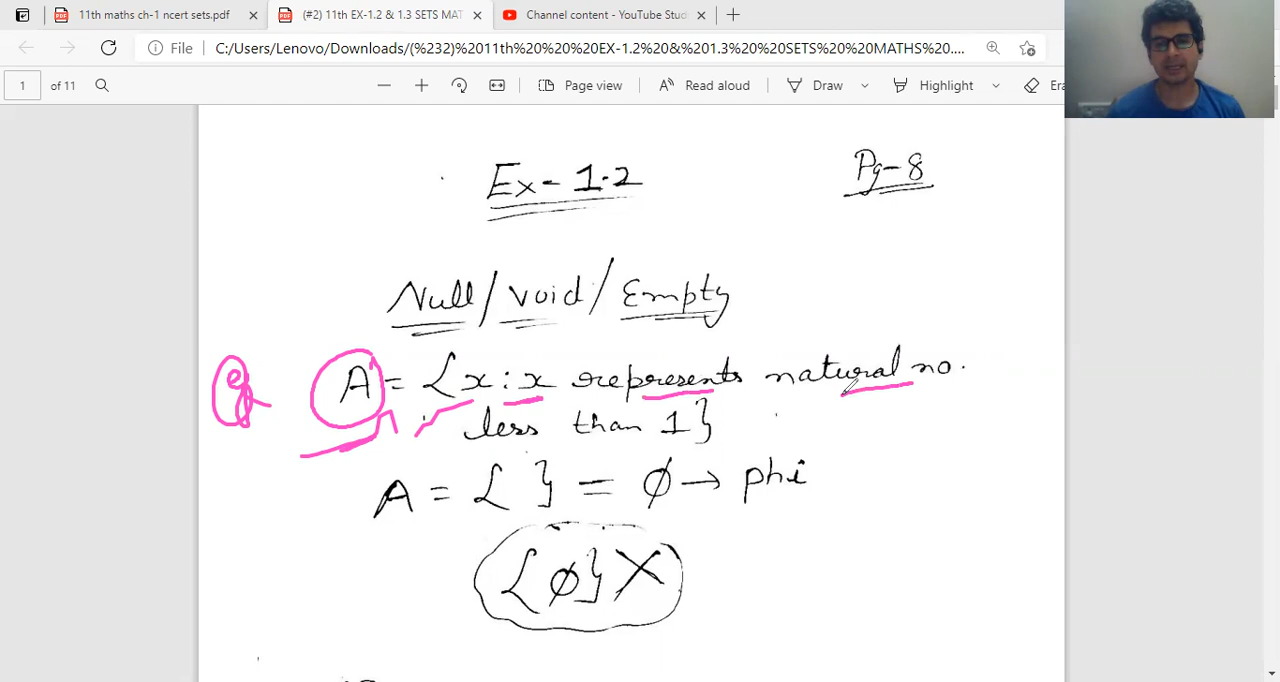 11th maths ch-1 ncert sets.pdf
(#2) 11th EX-1.2 & 1.3 SETS MAT
Channel content - YouTube Stud
File
C:/Users/Lenovo/Downloads/(%232)%2011th%20%20%20EX-1.2%20&%201.3%20%20SETS%20%20MATHS%20....
1 of 11
Page view
Read aloud
Draw
Highlight
Era
Ex-1.2
Pg-8
Null/Void/Empty
A = {x : x represents natural no.
less than 1}
A = { } = ϕ → phi
{ϕ} X